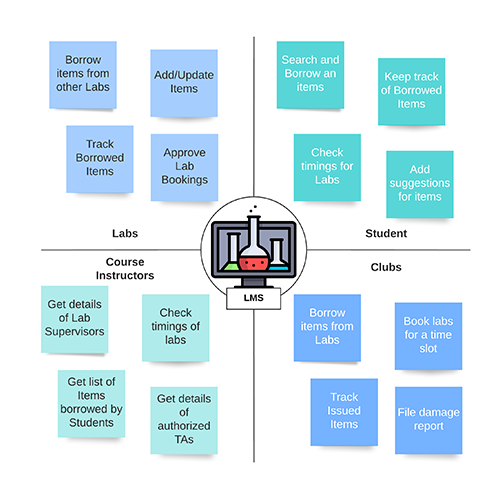 Borrow
items from
other Labs
Add/Update
Items
Track
Borrowed
Items
Approve
Lab
Bookings
Labs
Search and
Borrow an
items
Keep track
of Borrowed
Items
Check
timings for
Labs
Add
suggestions
for items
Student
LMS
Course
Instructors
Get details
of Lab
Supervisors
Check
timings of
labs
Get list of
Items
borrowed by
Students
Get details
of
authorized
TAs
Clubs
Borrow
items from
Labs
Book labs
for a time
slot
Track
Issued
Items
File damage
report